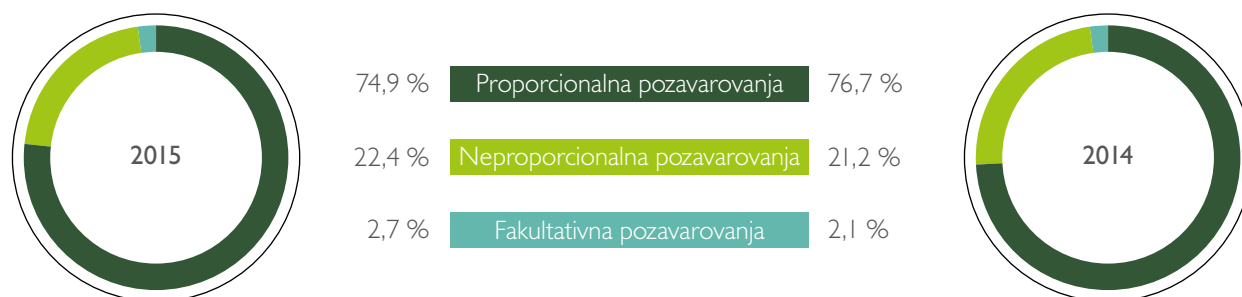 2015
74,9 % Proporcionalna pozavarovanja 76,7 %
22,4 % Neproporcionalna pozavarovanja 21,2 %
2,7 % Fakultativna pozavarovanja 2,1 %
2014